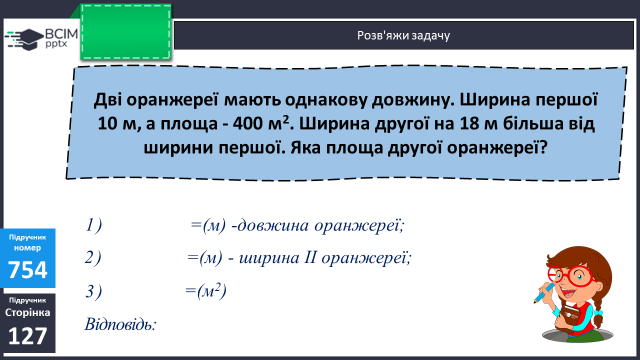 BCIM
pptx
Розв'яжи задачу
Дві оранжереї мають однакову довжину. Ширина першої
10 м, а площа - 400 м². Ширина другої на 18 м більша від
ширини першої. Яка площа другої оранжереї?
1) =(м) -довжина оранжереї;
2) =(м) - ширина ІІ оранжереї;
3) =(м²)
Відповідь:
Підручник
номер
754
Підручник
Сторінка
127